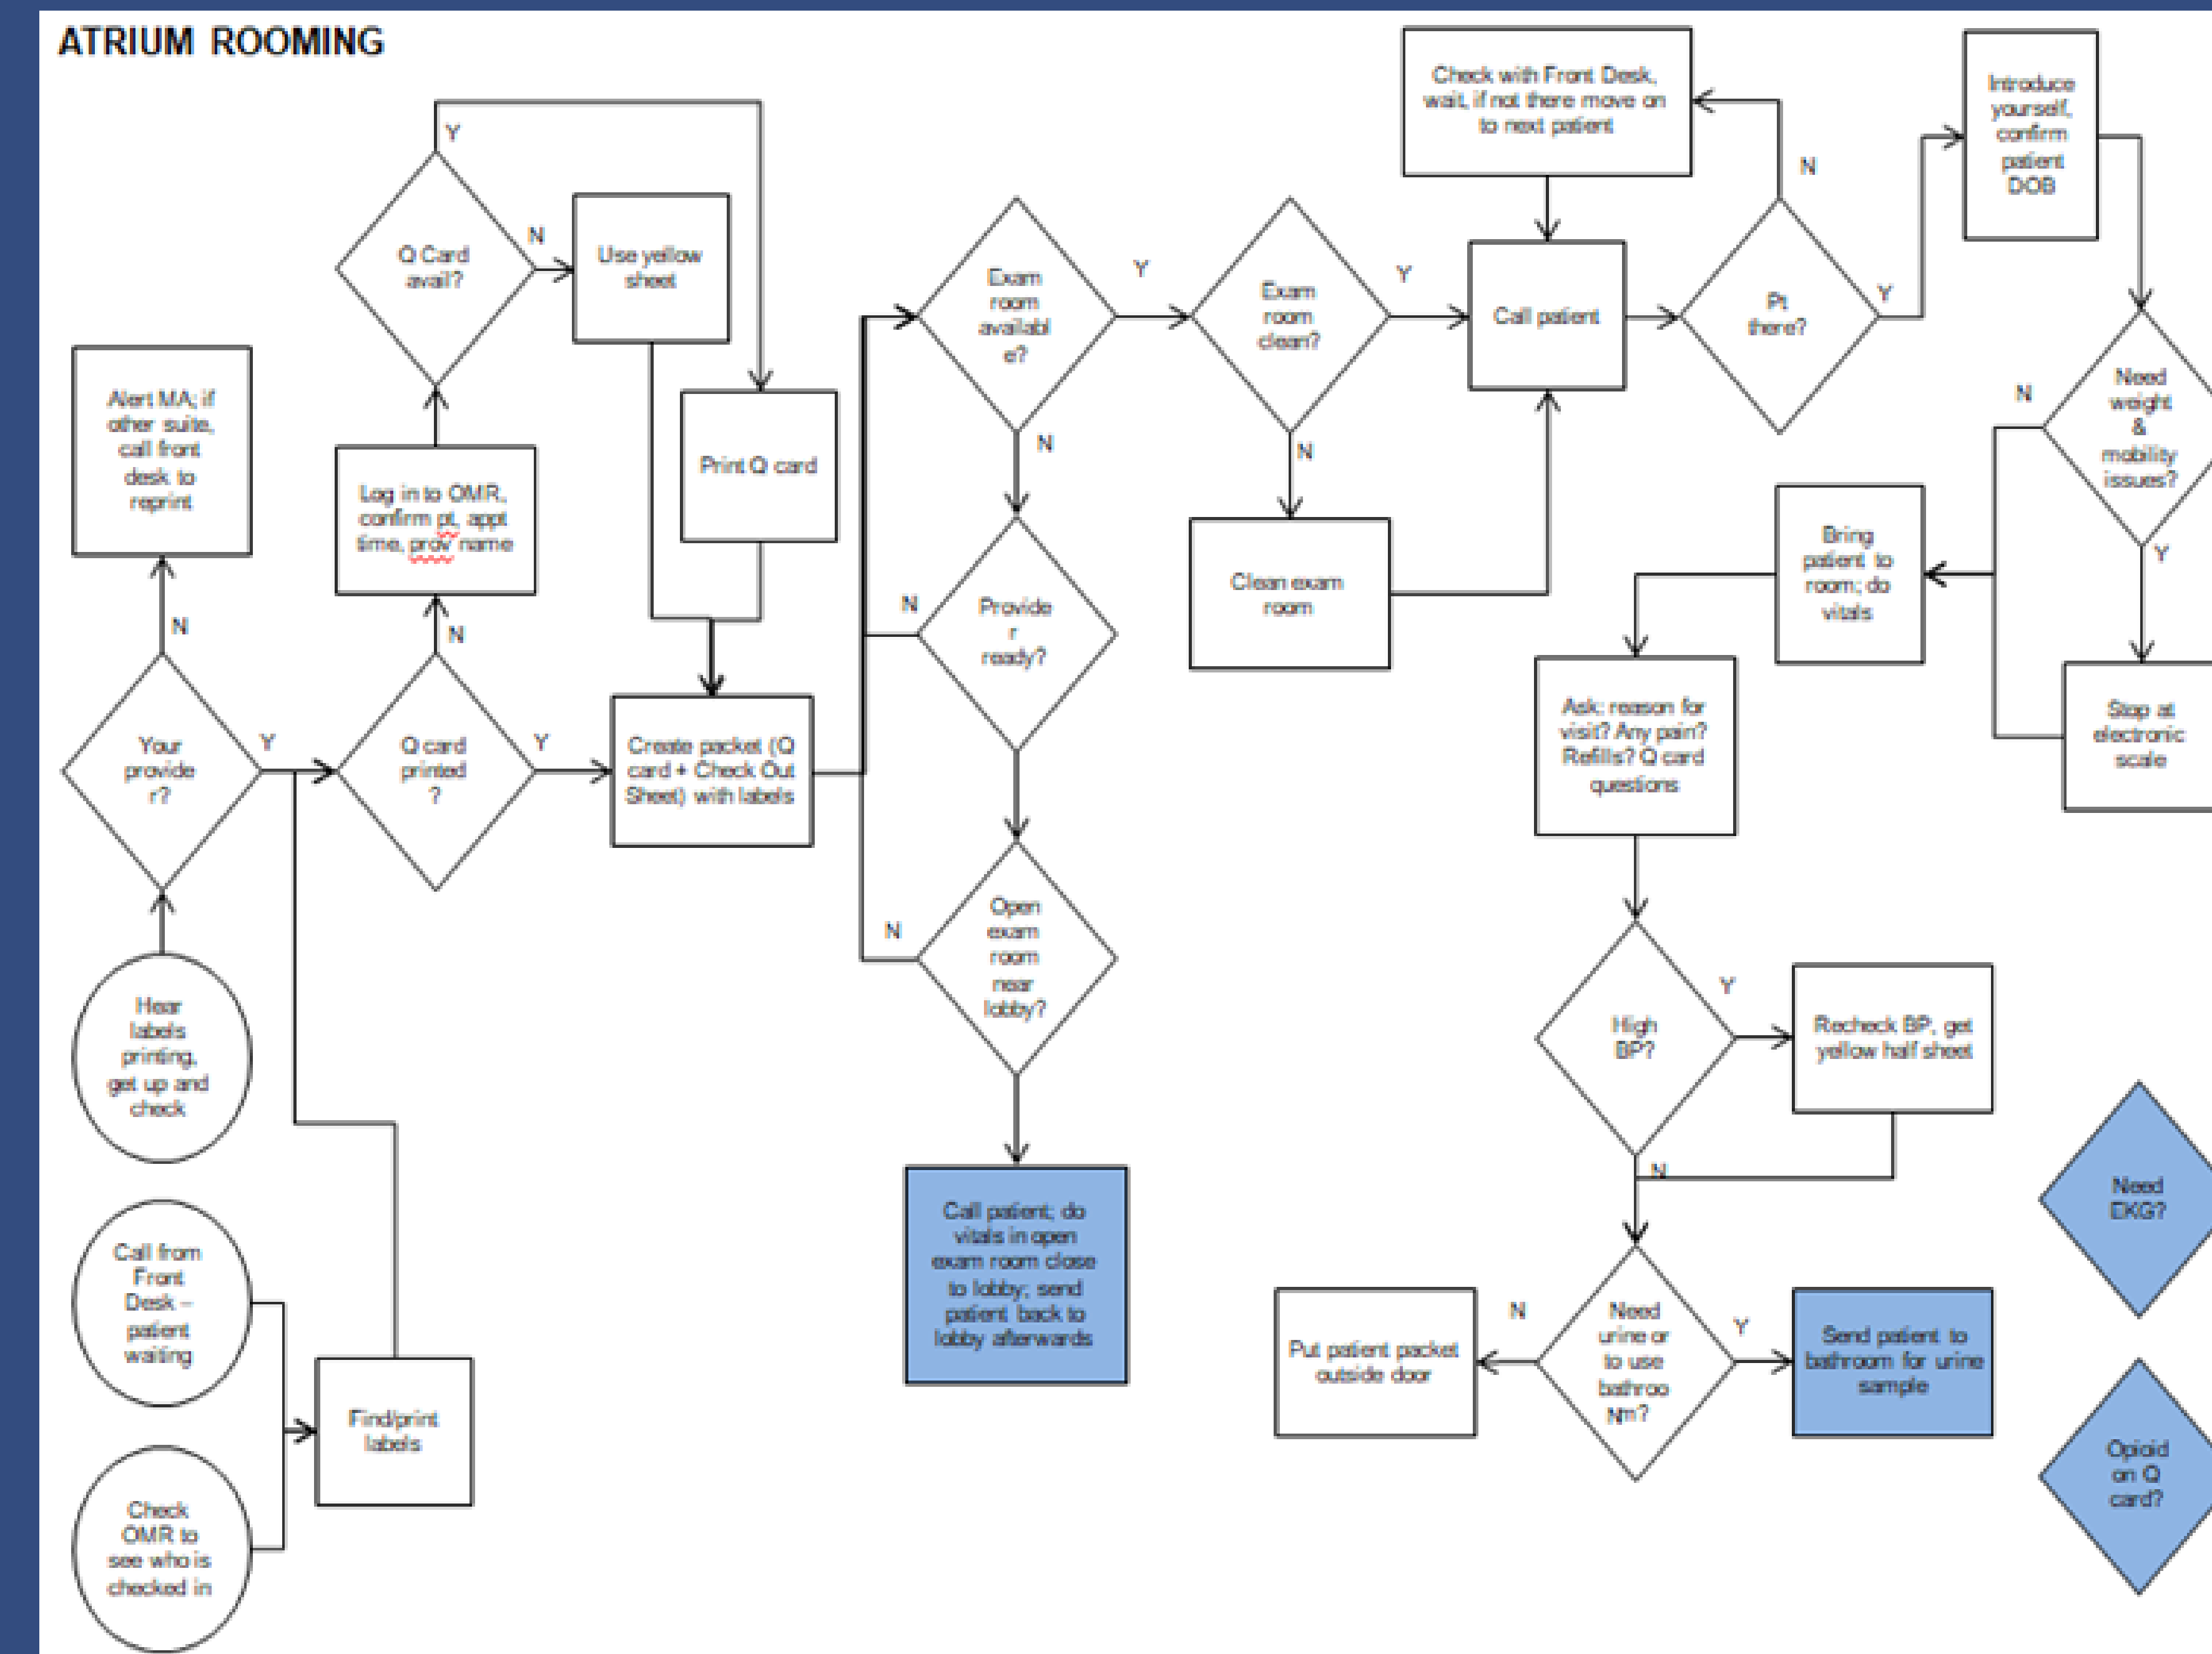 ATRIUM ROOMING
Y
Q Card
avail?
N
Use yellow
sheet
Alert MA; if
other suite,
call front
desk to
reprint
Log in to OMR,
confirm pt, appt
time, prov name
Print Q card
N
N
Your
provide
r?
Y
Q card
printed
?
Y
Create packet (Q
card + Check Out
Sheet) with labels
Hear
labels
printing,
get up and
check
Call from
Front
Desk –
patient
waiting
Check
OMR to
see who is
checked in
Find/print
labels
Exam
room
availabl
e?
Y
N
Provide
r
ready?
N
Open
exam
room
near
lobby?
N
Call patient; do
vitals in open
exam room close
to lobby; send
patient back to
lobby afterwards
Exam
room
clean?
Y
N
Clean exam
room
Check with Front Desk,
wait, if not there move on
to next patient
Call patient
Pt
there?
N
Y
Introduce
yourself,
confirm
patient
DOB
Need
weight
&
mobility
issues?
N
Y
Stop at
electronic
scale
Bring
patient to
room; do
vitals
Ask: reason for
visit? Any pain?
Refills? Q card
questions
High
BP?
Y
N
Recheck BP, get
yellow half sheet
Need
urine or
to use
bathroo
Nm?
N
Y
Put patient packet
outside door
Send patient to
bathroom for urine
sample
Need
EKG?
Opioid
on Q
card?